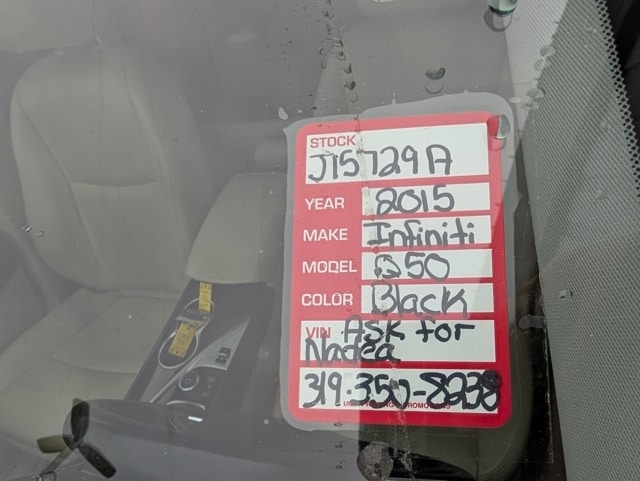 STOCK
J15729A
YEAR 2015
MAKE Infiniti
MODEL Q50
COLOR Black
VIN Ask for
Nadea
319-350-8238